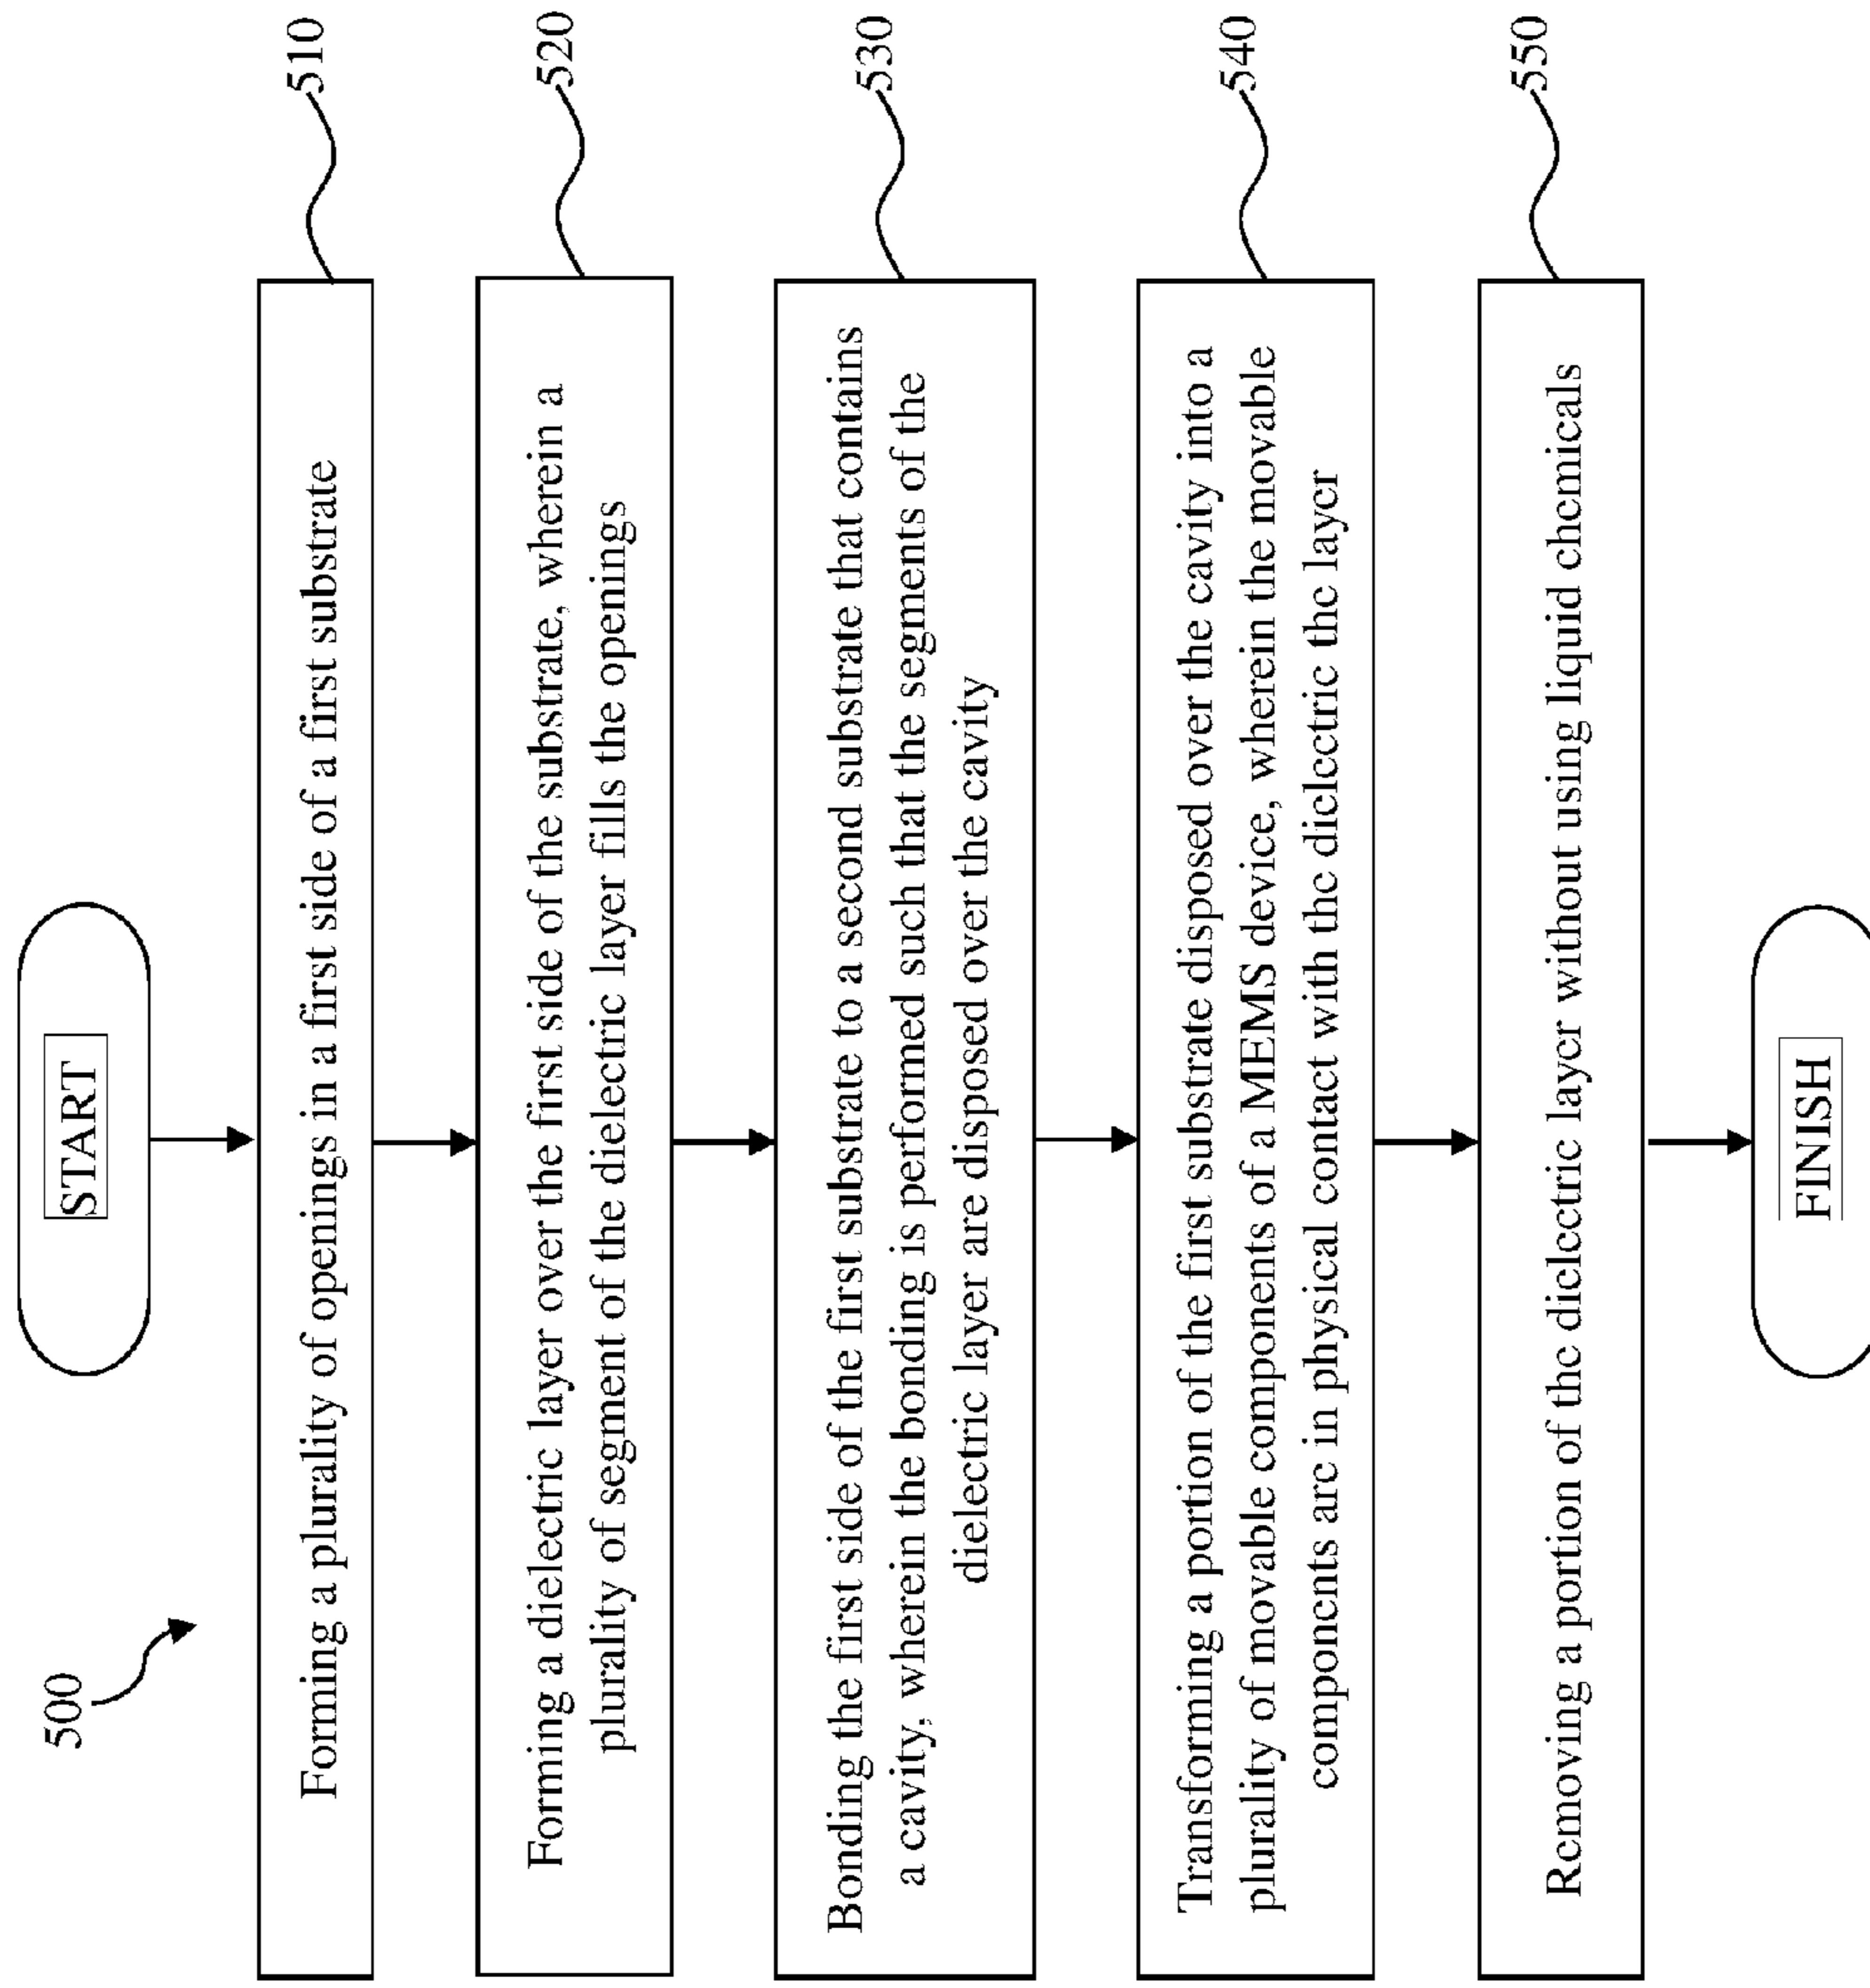 500
START
Forming a plurality of openings in a first side of a first substrate
510
Forming a dielectric layer over the first side of the substrate, wherein a
plurality of segment of the dielectric layer fills the openings
520
Bonding the first side of the first substrate to a second substrate that contains
a cavity, wherein the bonding is performed such that the segments of the
dielectric layer are disposed over the cavity
530
Transforming a portion of the first substrate disposed over the cavity into a
plurality of movable components of a MEMS device, wherein the movable
components are in physical contact with the dielectric the layer
540
Removing a portion of the dielectric layer without using liquid chemicals
550
FINISH